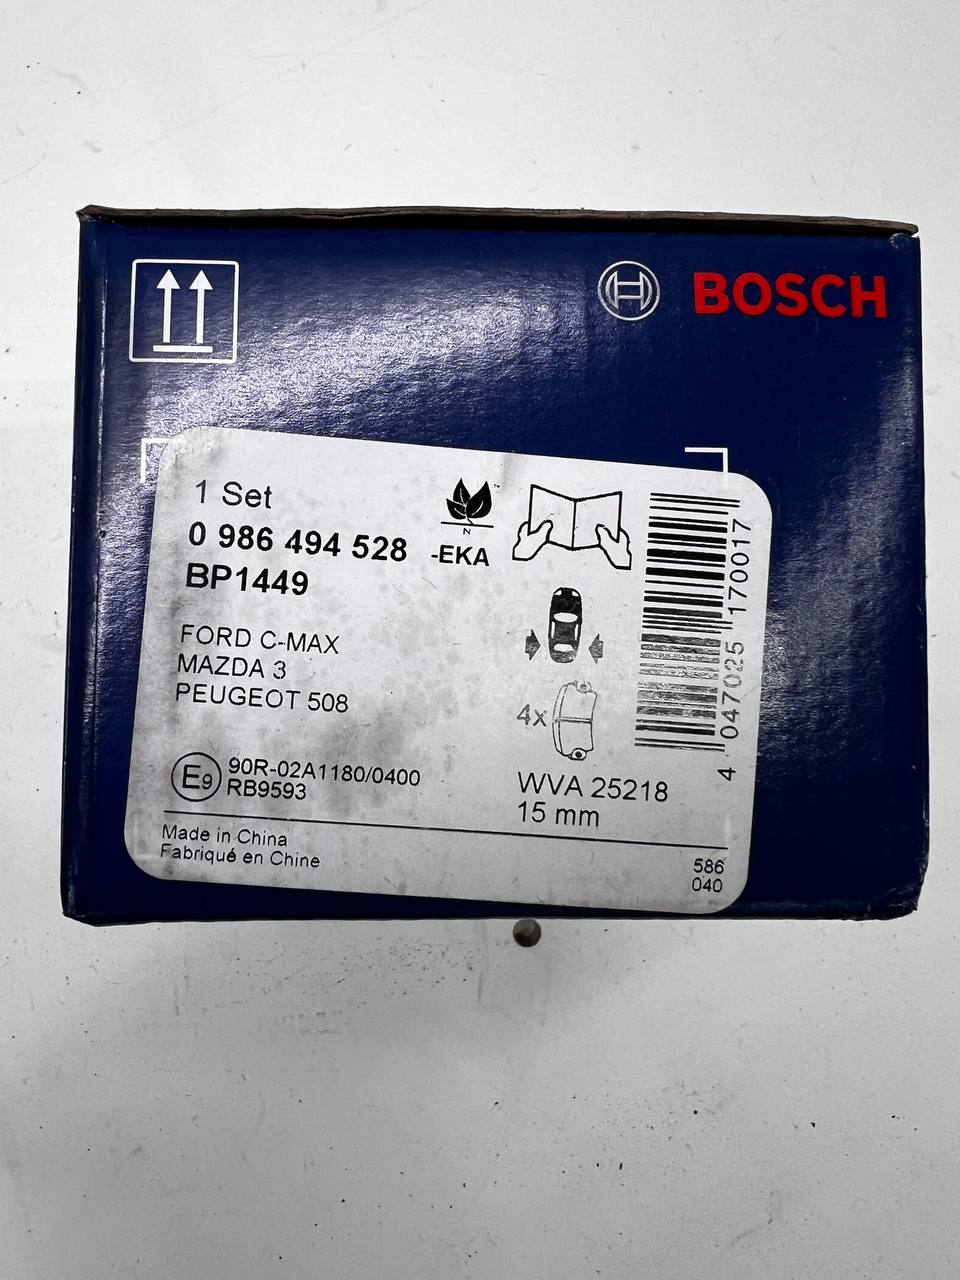 BOSCH
1 Set
0 986 494 528 -EKA
BP1449
N
FORD C-MAX
MAZDA 3
PEUGEOT 508
4x
E9 90R-02A1180/0400
RB9593
WVA 25218
15 mm
Made in China
Fabriqué en Chine
586
040
4 047025 170017